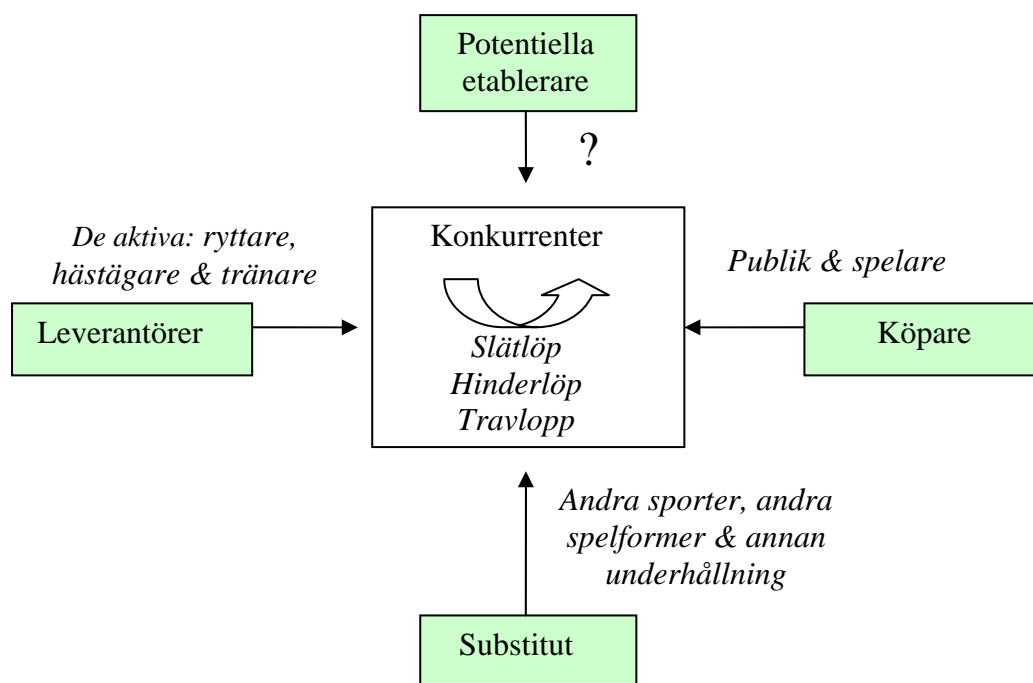 Potentiella
etablerare
?
De aktiva: ryttare,
hästägare & tränare
Leverantörer
Konkurrenter
Slätlöp
Hinderlöp
Travlopp
Publik & spelare
Köpare
Andra sporter, andra
spelformer & annan
underhållning
Substitut